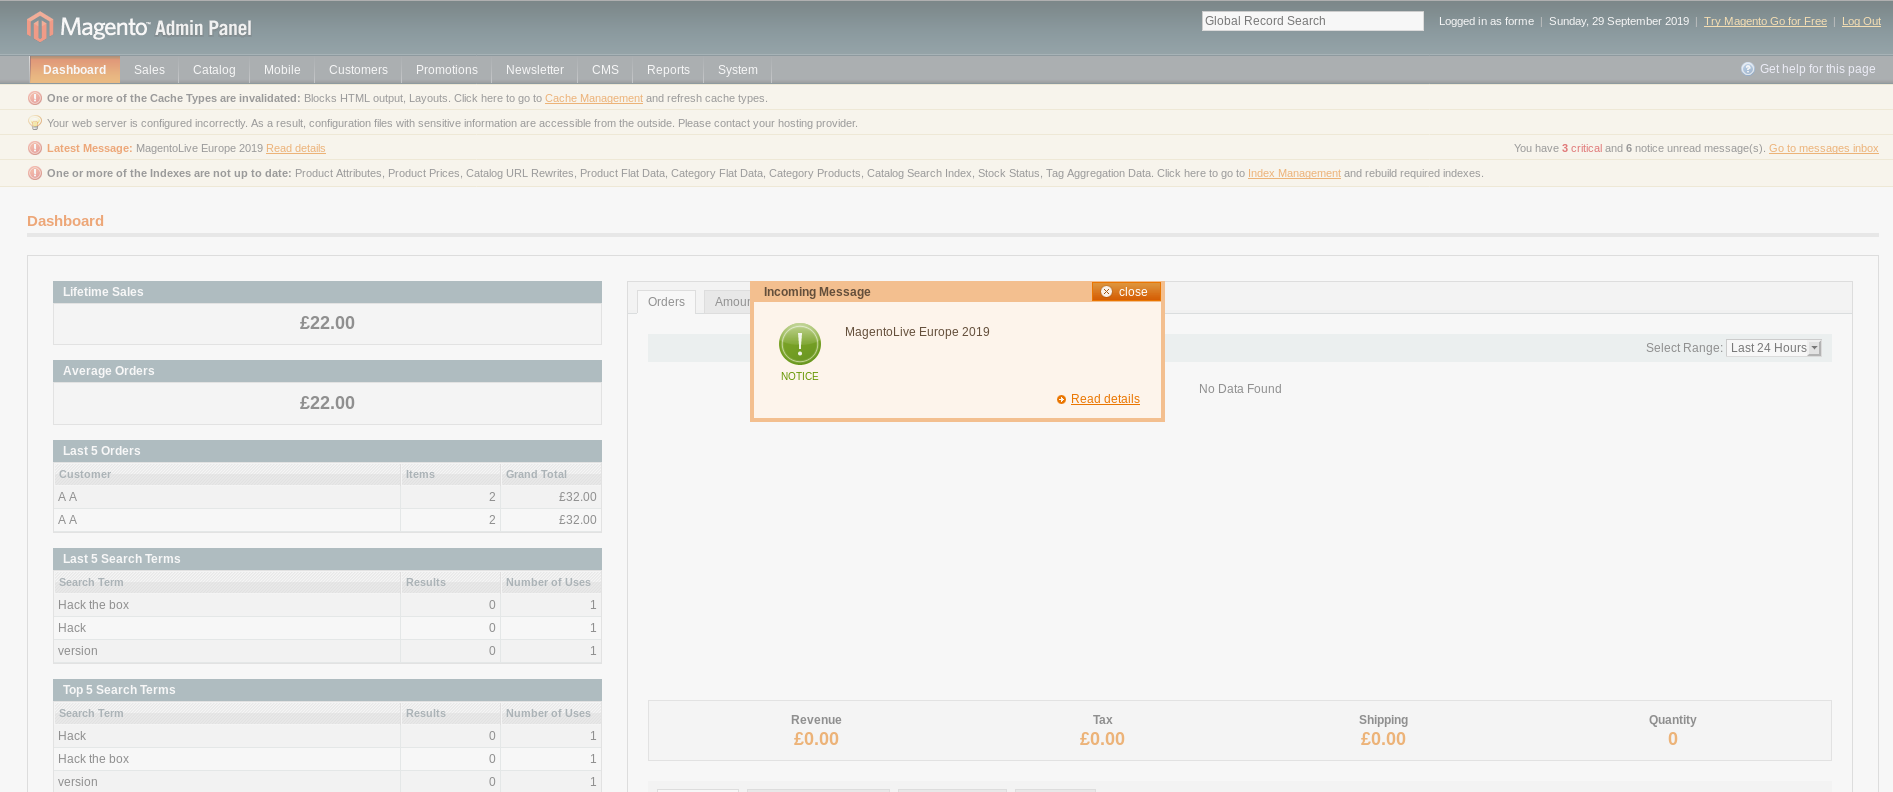 Magento™ Admin Panel
Global Record Search
Logged in as forme | Sunday, 29 September 2019 | Try Magento Go for Free | Log Out
Dashboard Sales Catalog Mobile Customers Promotions Newsletter CMS Reports System
Get help for this page
One or more of the Cache Types are invalidated: Blocks HTML output, Layouts. Click here to go to Cache Management and refresh cache types.
Your web server is configured incorrectly. As a result, configuration files with sensitive information are accessible from the outside. Please contact your hosting provider.
Latest Message: MagentoLive Europe 2019 Read details
You have 3 critical and 6 notice unread message(s). Go to messages inbox
One or more of the Indexes are not up to date: Product Attributes, Product Prices, Catalog URL Rewrites, Product Flat Data, Category Flat Data, Category Products, Catalog Search Index, Stock Status, Tag Aggregation Data. Click here to go to Index Management and rebuild required indexes.
Dashboard
Lifetime Sales
£22.00
Average Orders
£22.00
Last 5 Orders
Customer Items Grand Total
A A 2 £32.00
A A 2 £32.00
Last 5 Search Terms
Search Term Results Number of Uses
Hack the box 0 1
Hack 0 1
version 0 1
Top 5 Search Terms
Search Term Results Number of Uses
Hack 0 1
Hack the box 0 1
version 0 1
Orders Amoun
Incoming Message
close
MagentoLive Europe 2019
NOTICE
Read details
Select Range: Last 24 Hours
No Data Found
Revenue Tax Shipping Quantity
£0.00 £0.00 £0.00 0